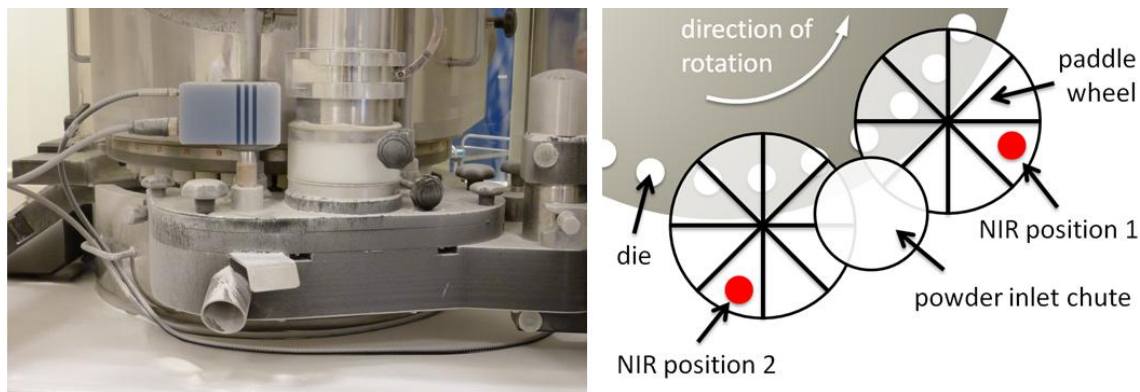 direction of
rotation
paddle
wheel
NIR position 1
die
powder inlet chute
NIR position 2